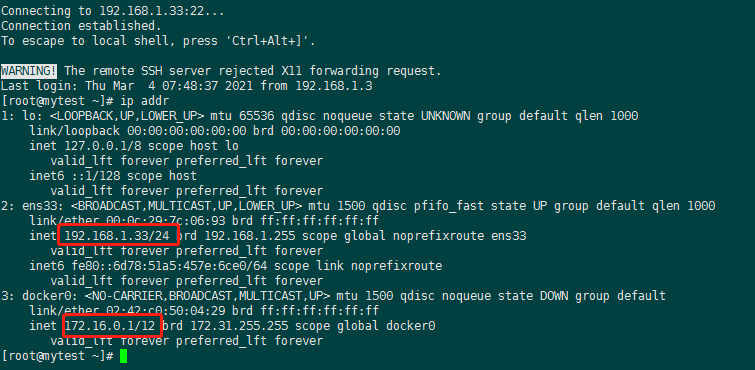 Connecting to 192.168.1.33:22...
Connection established.
To escape to local shell, press 'Ctrl+Alt+]'.
WARNING! The remote SSH server rejected X11 forwarding request.
Last login: Thu Mar  4 07:48:37 2021 from 192.168.1.3
[root@mytest ~]# ip addr
1: lo: <LOOPBACK,UP,LOWER_UP> mtu 65536 qdisc noqueue state UNKNOWN group default qlen 1000
    link/loopback 00:00:00:00:00:00 brd 00:00:00:00:00:00
    inet 127.0.0.1/8 scope host lo
       valid_lft forever preferred_lft forever
    inet6 ::1/128 scope host
       valid_lft forever preferred_lft forever
2: ens33: <BROADCAST,MULTICAST,UP,LOWER_UP> mtu 1500 qdisc pfifo_fast state UP group default qlen 1000
    link/ether 00:0c:29:7c:06:93 brd ff:ff:ff:ff:ff:ff
    inet 192.168.1.33/24 brd 192.168.1.255 scope global noprefixroute ens33
       valid_lft forever preferred_lft forever
    inet6 fe80::6d78:51a5:457e:6ce0/64 scope link noprefixroute
       valid_lft forever preferred_lft forever
3: docker0: <NO-CARRIER,BROADCAST,MULTICAST,UP> mtu 1500 qdisc noqueue state DOWN group default
    link/ether 02:42:c0:50:04:29 brd ff:ff:ff:ff:ff:ff
    inet 172.16.0.1/12 brd 172.31.255.255 scope global docker0
       valid_lft forever preferred_lft forever
[root@mytest ~]#